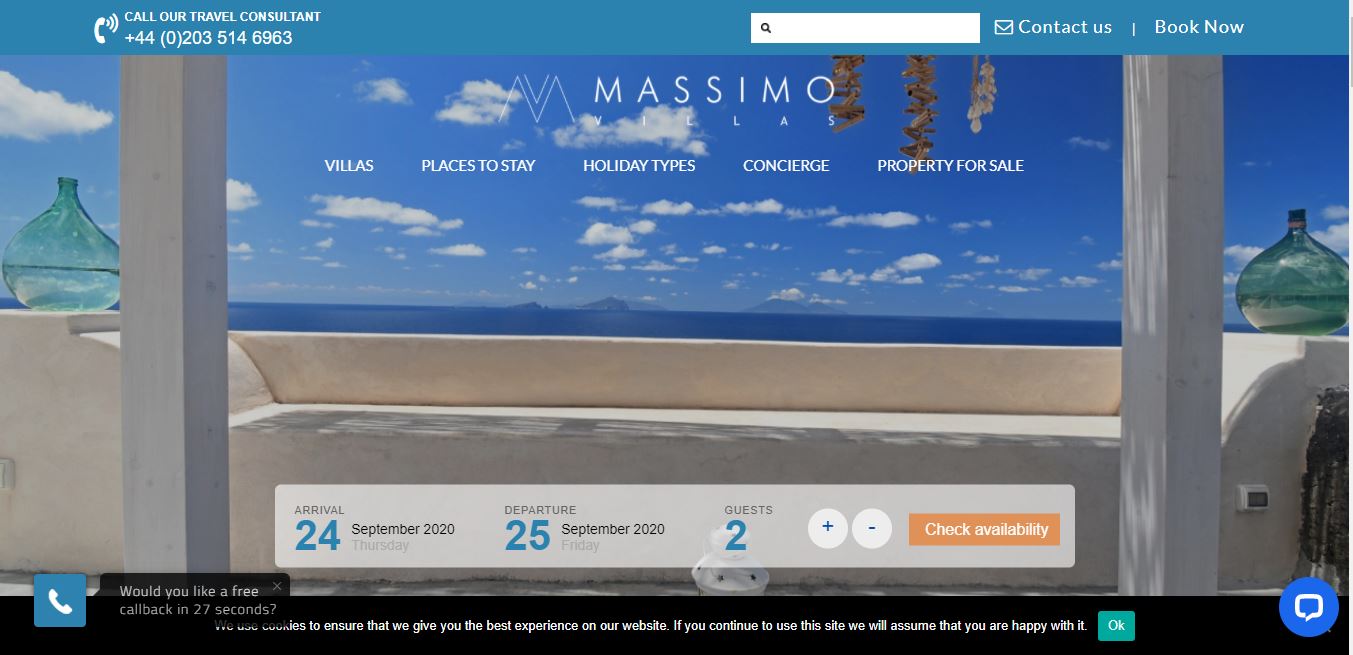 CALL OUR TRAVEL CONSULTANT
+44 (0)203 514 6963
Contact us | Book Now
MASSIMO
VILLAS
VILLAS PLACES TO STAY HOLIDAY TYPES CONCIERGE PROPERTY FOR SALE
ARRIVAL
24 September 2020
Thursday
DEPARTURE
25 September 2020
Friday
GUESTS
2
+ -
Check availability
Would you like a free
callback in 27 seconds?
We use cookies to ensure that we give you the best experience on our website. If you continue to use this site we will assume that you are happy with it. Ok